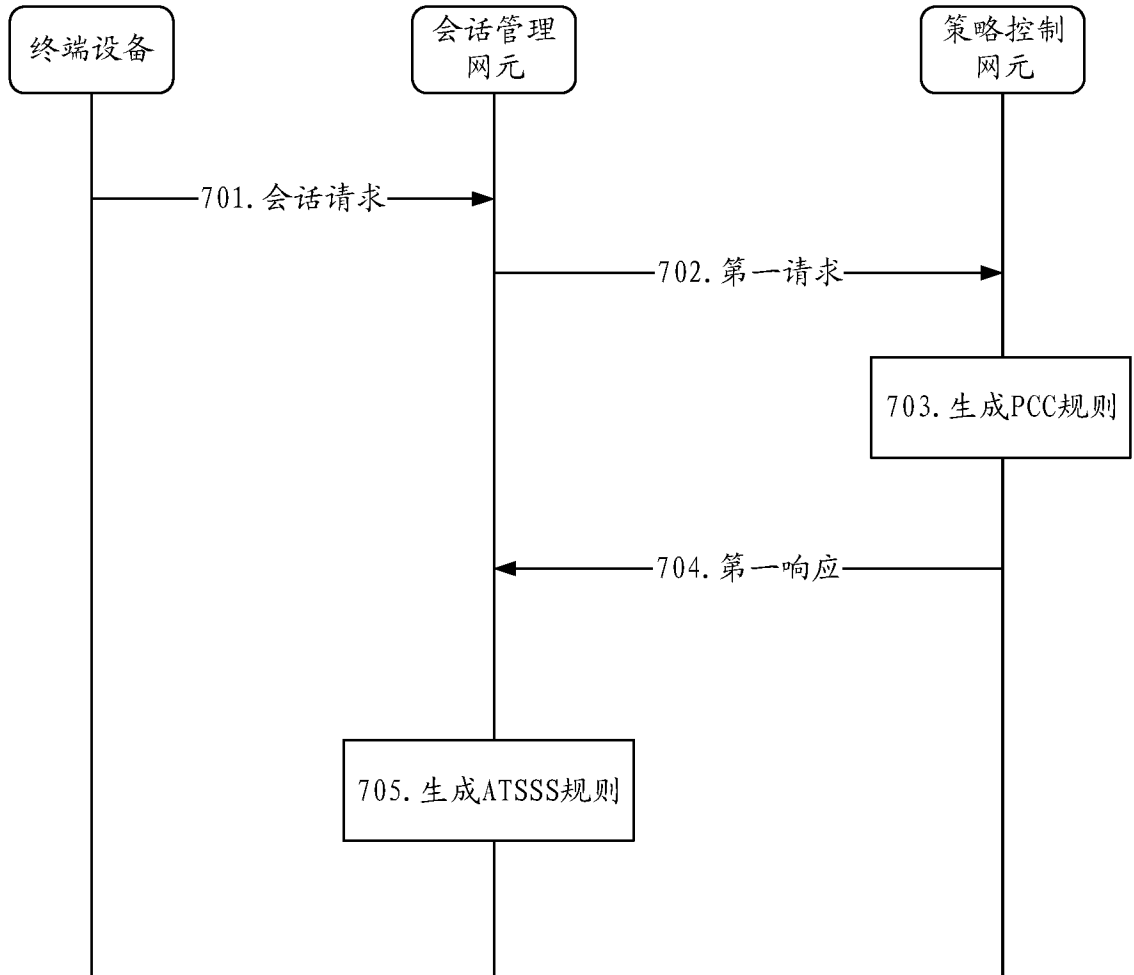 终端设备
会话管理
网元
策略控制
网元
701.会话请求
702.第一请求
703.生成PCC规则
704.第一响应
705.生成ATSSS规则